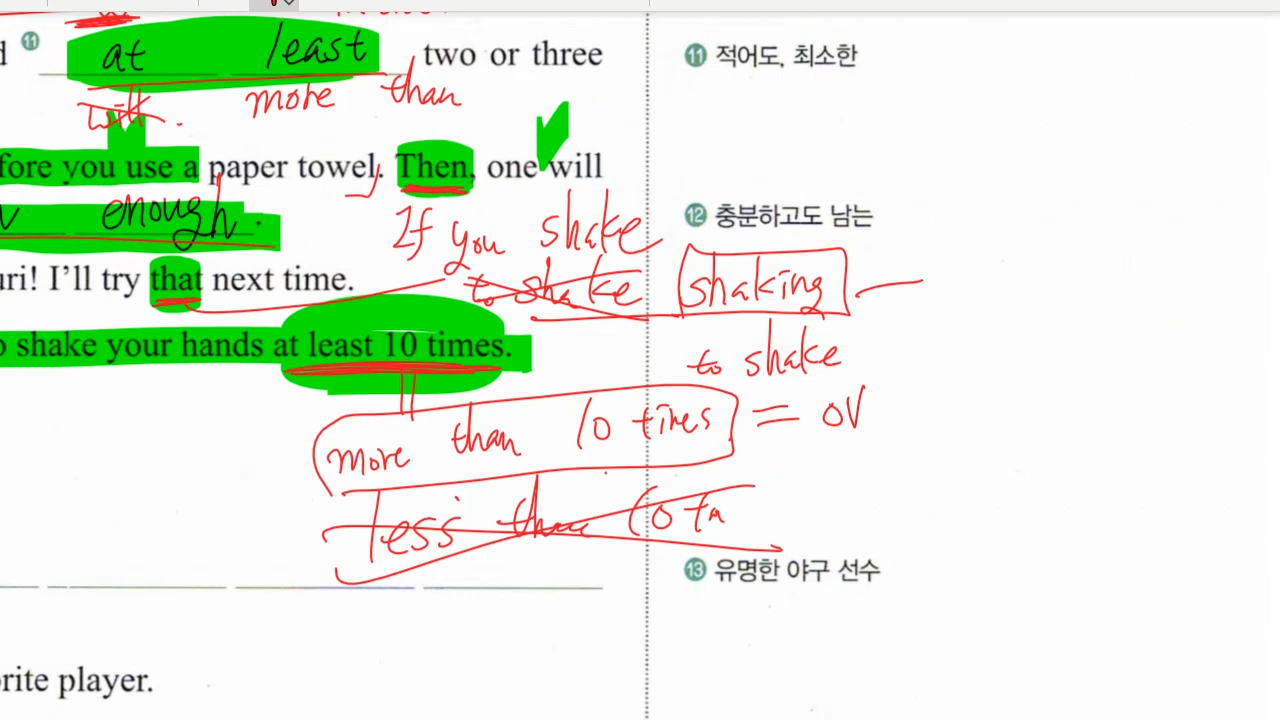 ⑪ at least two or three
⑪ 적어도, 최소한
more than
fore you use a paper towel. Then, one will
enough.
If you shake
⑫ 충분하고도 남는
uri! I'll try that next time.
to shake shaking
o shake your hands at least 10 times.
to shake
more than 10 times =
less than 10
⑬ 유명한 야구 선수
rite player.